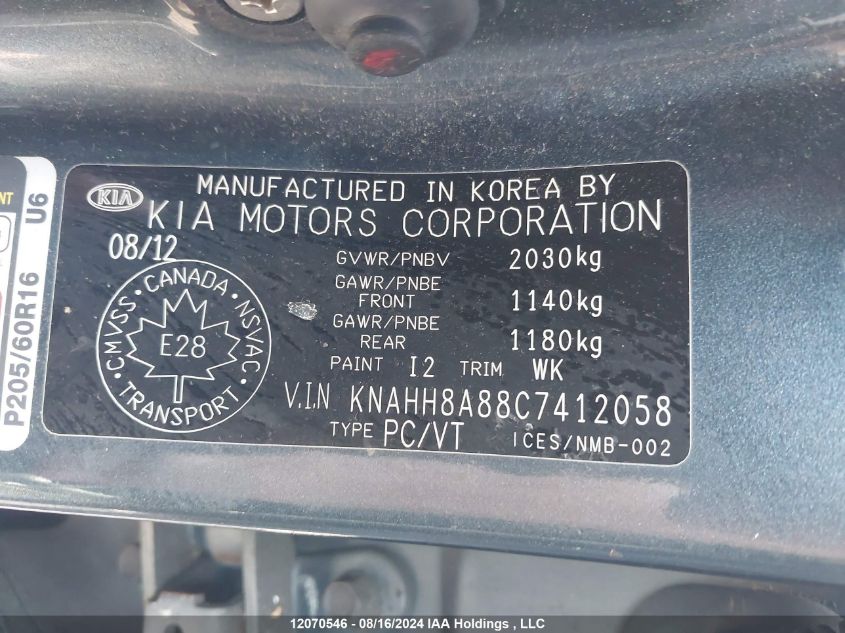 MANUFACTURED IN KOREA BY
KIA KIA MOTORS CORPORATION
08/12
GVWR/PNBV 2030kg
GAWR/PNBE
FRONT 1140kg
GAWR/PNBE
REAR 1180kg
PAINT I2 TRIM WK
V.I.N KNAHH8A88C7412058
TYPE PC/VT ICES/NMB-002
CANADA
CMVSS · NSVAC
E28
TRANSPORT
P205/60R16 U6
NT
12070546 - 08/16/2024 IAA Holdings , LLC